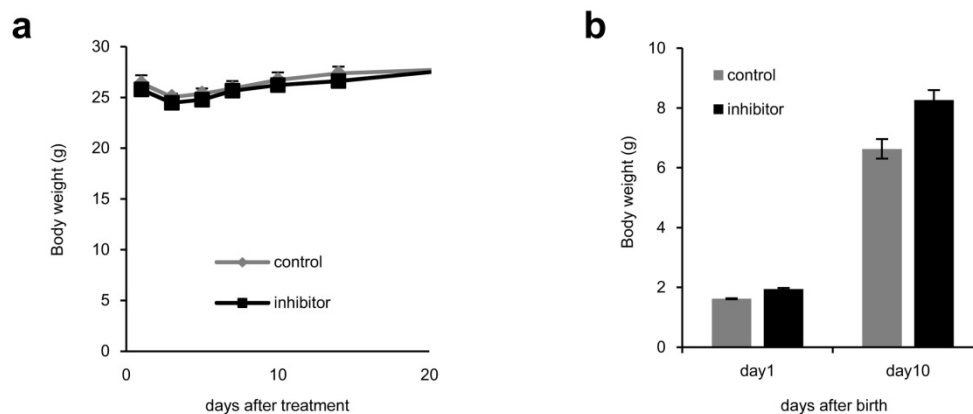 a
30
25
20
15
10
5
0
Body weight (g)
control
inhibitor
0
10
20
days after treatment
b
10
8
6
4
2
0
Body weight (g)
control
inhibitor
day1
day10
days after birth